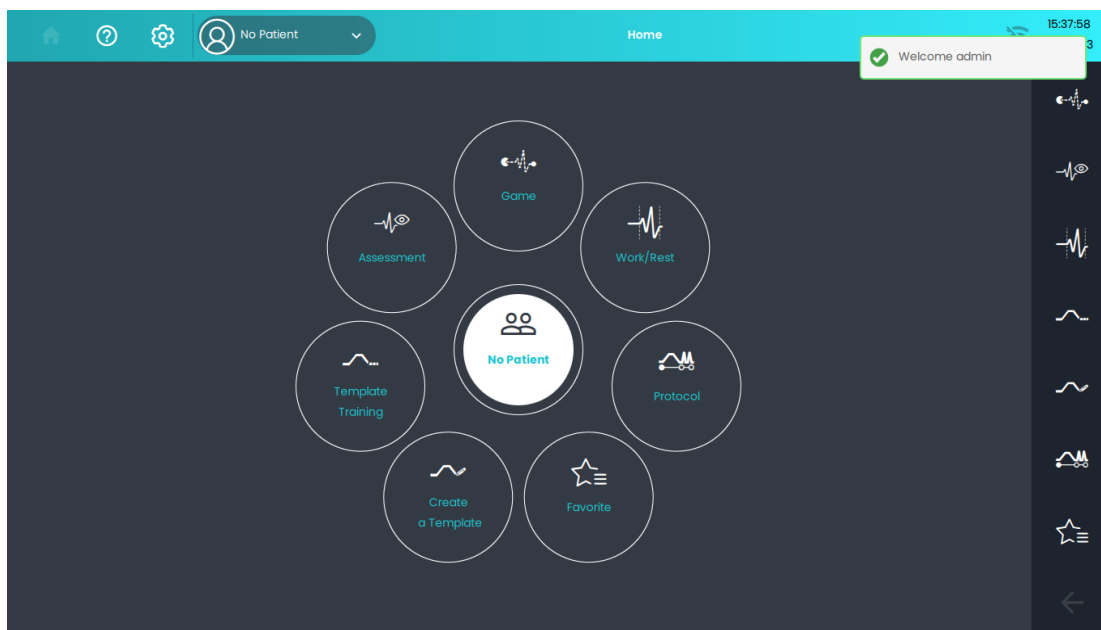 No Patient
Home
15:37:58
3
Welcome admin
Game
Assessment
Work/Rest
No Patient
Template
Training
Protocol
Create
a Template
Favorite